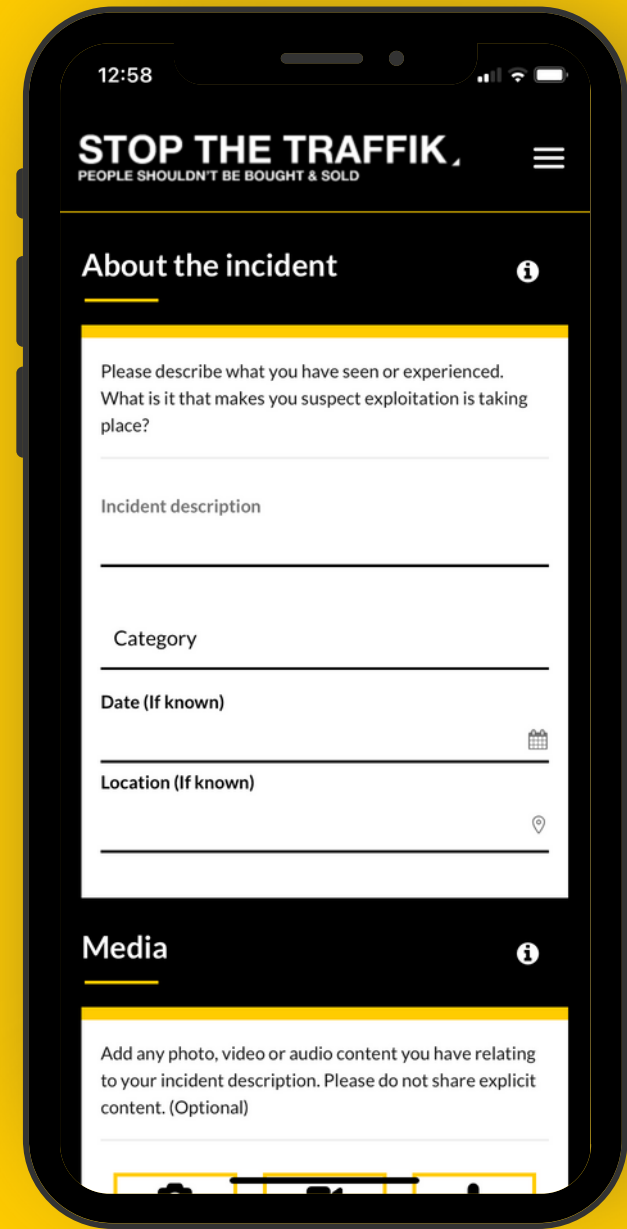 12:58
STOP THE TRAFFIK
PEOPLE SHOULDN'T BE BOUGHT & SOLD
About the incident
Please describe what you have seen or experienced.
What is it that makes you suspect exploitation is taking
place?
Incident description
Category
Date (If known)
Location (If known)
Media
Add any photo, video or audio content you have relating
to your incident description. Please do not share explicit
content. (Optional)